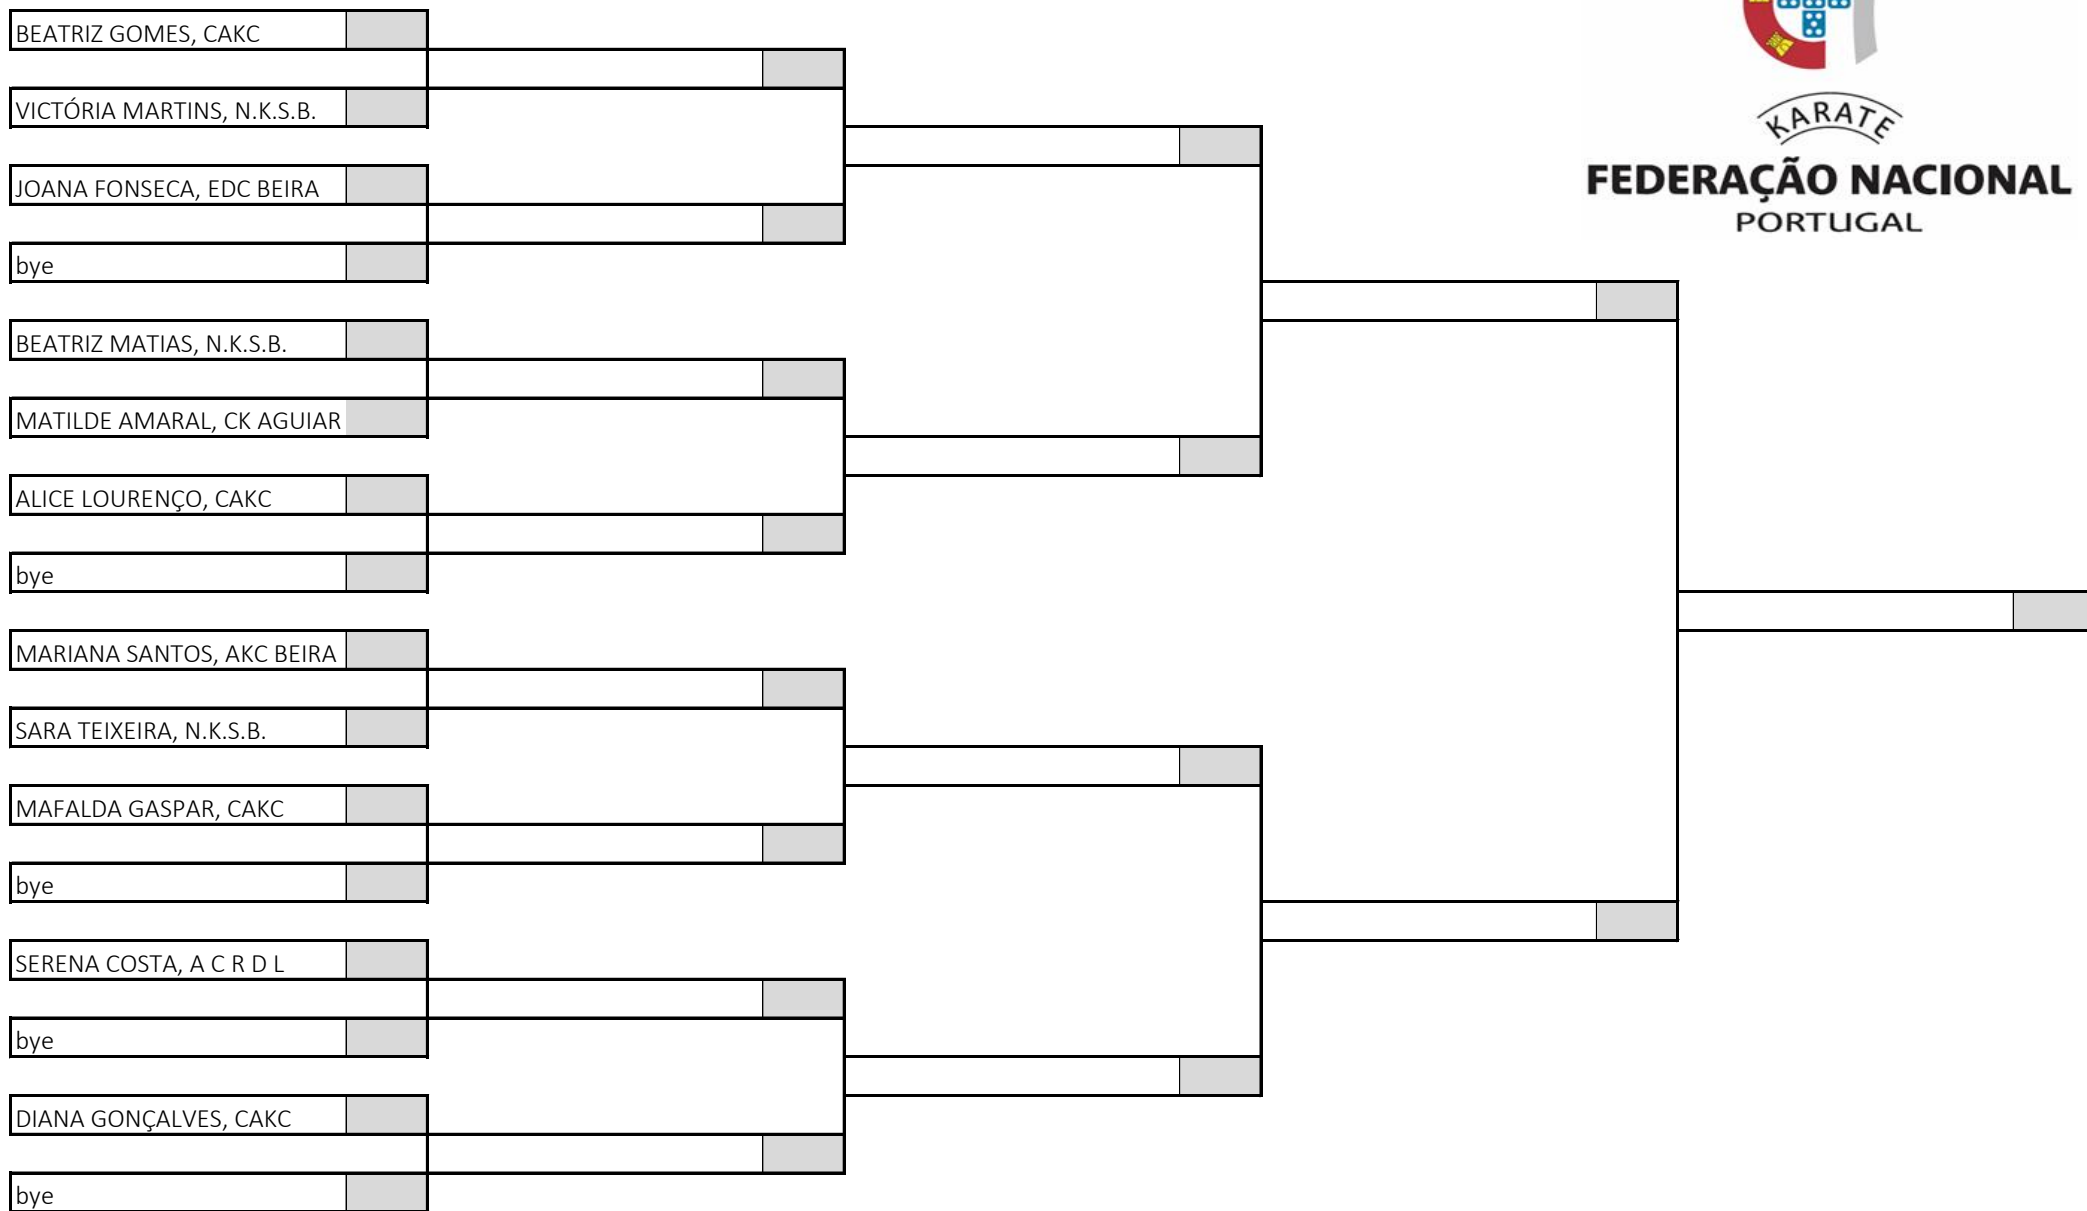 BEATRIZ GOMES, CAKC
VICTÓRIA MARTINS, N.K.S.B.
JOANA FONSECA, EDC BEIRA
bye
BEATRIZ MATIAS, N.K.S.B.
MATILDE AMARAL, CK AGUIAR
ALICE LOURENÇO, CAKC
bye
MARIANA SANTOS, AKC BEIRA
SARA TEIXEIRA, N.K.S.B.
MAFALDA GASPAR, CAKC
bye
SERENA COSTA, A C R D L
bye
DIANA GONÇALVES, CAKC
bye
KARATE
FEDERAÇÃO NACIONAL
PORTUGAL